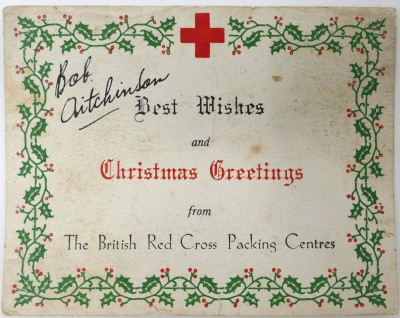 Bob
Aitchinson
Best Wishes
and
Christmas Greetings
from
The British Red Cross Packing Centres